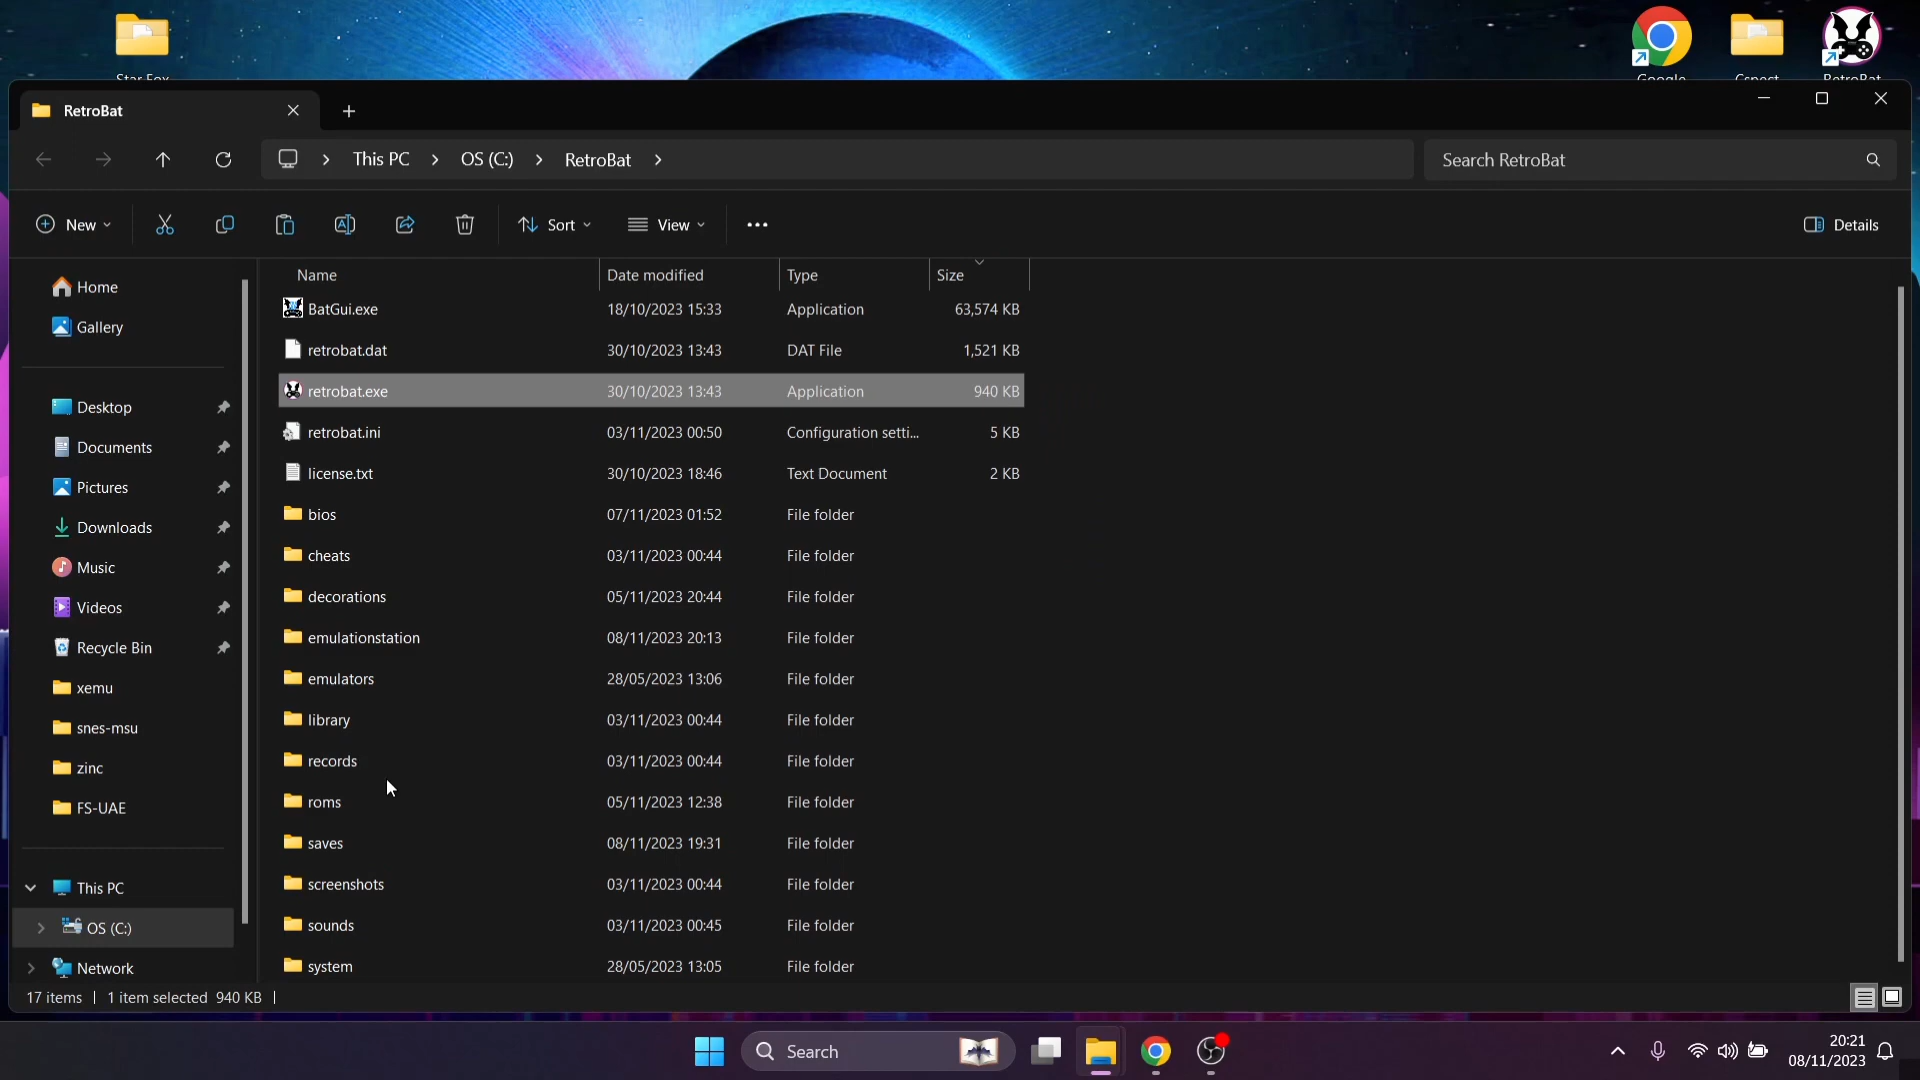 Star Fox
Google
Cspect
RetroBat
RetroBat
This PC
OS (C:)
RetroBat
Search RetroBat
New
Sort
View
Details
Name
Date modified
Type
Size
Home
Gallery
Desktop
Documents
Pictures
Downloads
Music
Videos
Recycle Bin
xemu
snes-msu
zinc
FS-UAE
This PC
OS (C:)
Network
BatGui.exe 18/10/2023 15:33 Application 63,574 KB
retrobat.dat 30/10/2023 13:43 DAT File 1,521 KB
retrobat.exe 30/10/2023 13:43 Application 940 KB
retrobat.ini 03/11/2023 00:50 Configuration setti... 5 KB
license.txt 30/10/2023 18:46 Text Document 2 KB
bios 07/11/2023 01:52 File folder
cheats 03/11/2023 00:44 File folder
decorations 05/11/2023 20:44 File folder
emulationstation 08/11/2023 20:13 File folder
emulators 28/05/2023 13:06 File folder
library 03/11/2023 00:44 File folder
records 03/11/2023 00:44 File folder
roms 05/11/2023 12:38 File folder
saves 08/11/2023 19:31 File folder
screenshots 03/11/2023 00:44 File folder
sounds 03/11/2023 00:45 File folder
system 28/05/2023 13:05 File folder
17 items 1 item selected 940 KB
Search
20:21
08/11/2023